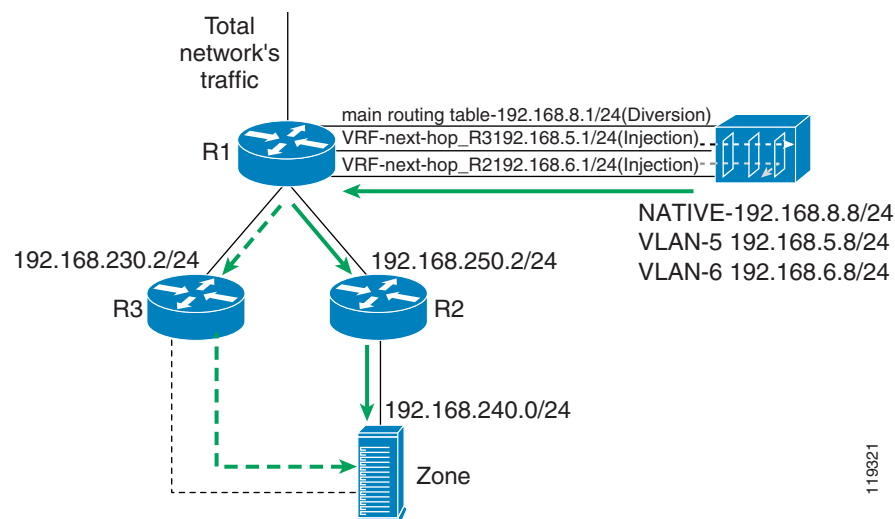 Total
network's
traffic
main routing table-192.168.8.1/24(Diversion)
VRF-next-hop_R3192.168.5.1/24(Injection)
R1
VRF-next-hop_R2192.168.6.1/24(Injection)
NATIVE-192.168.8.8/24
VLAN-5 192.168.5.8/24
VLAN-6 192.168.6.8/24
192.168.230.2/24
192.168.250.2/24
R3
R2
192.168.240.0/24
Zone
119321